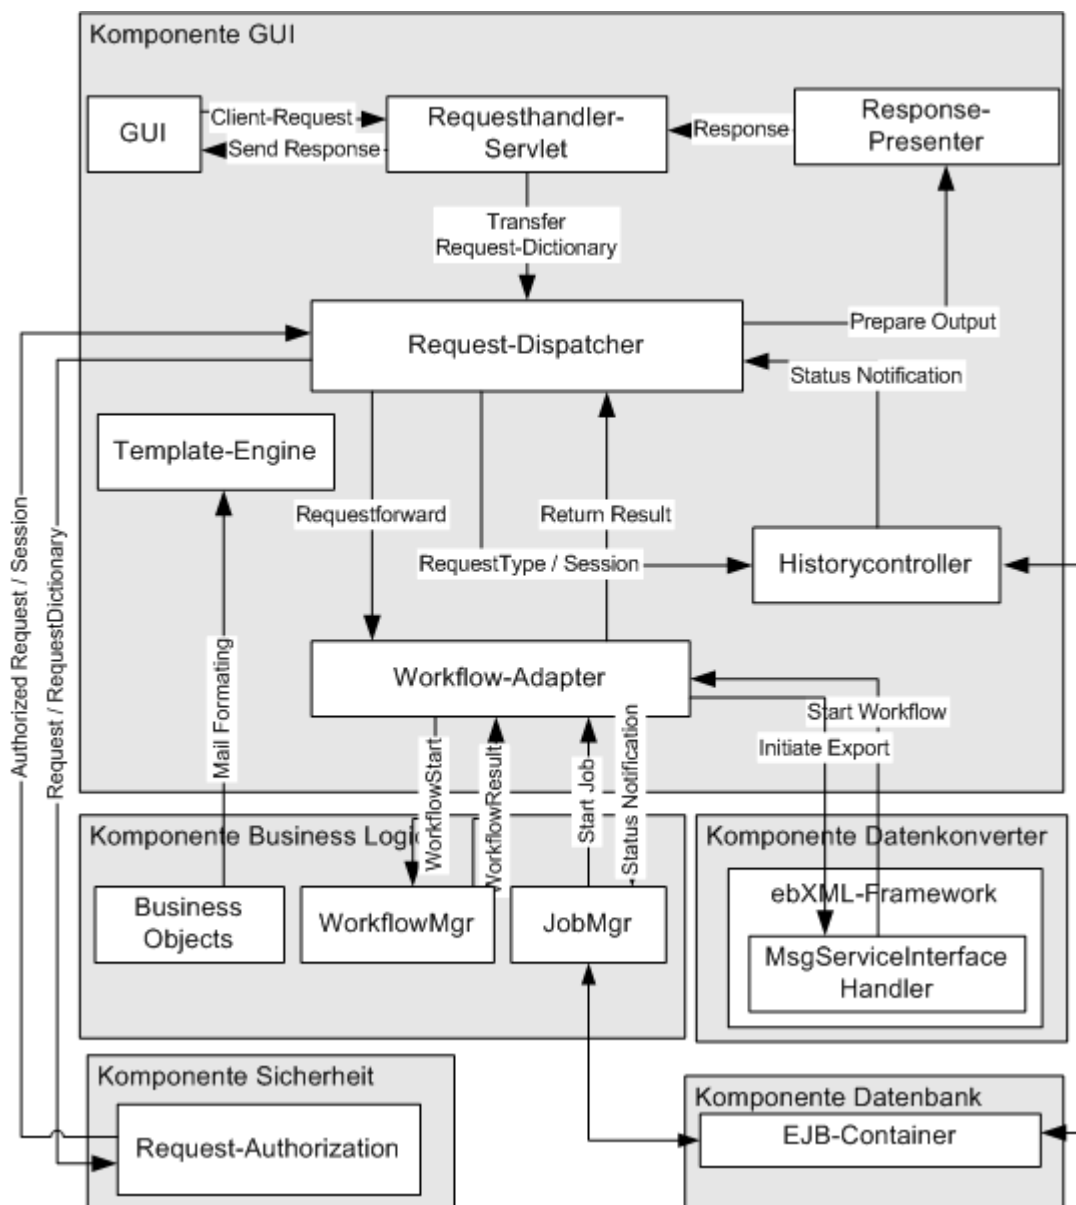 Komponente GUI
GUI
Client-Request
Send Response
Requesthandler-
Servlet
Response
Response-
Presenter
Transfer
Request-Dictionary
Request-Dispatcher
Prepare Output
Status Notification
Template-Engine
Requestforward
Return Result
RequestType / Session
Historycontroller
Authorized Request / Session
Request / RequestDictionary
Mail Formating
Workflow-Adapter
Start Workflow
Initiate Export
WorkflowStart
WorkflowResult
Start Job
Status Notification
Komponente Business Logic
Business
Objects
WorkflowMgr
JobMgr
Komponente Datenkonverter
ebXML-Framework
MsgServiceInterface
Handler
Komponente Sicherheit
Request-Authorization
Komponente Datenbank
EJB-Container